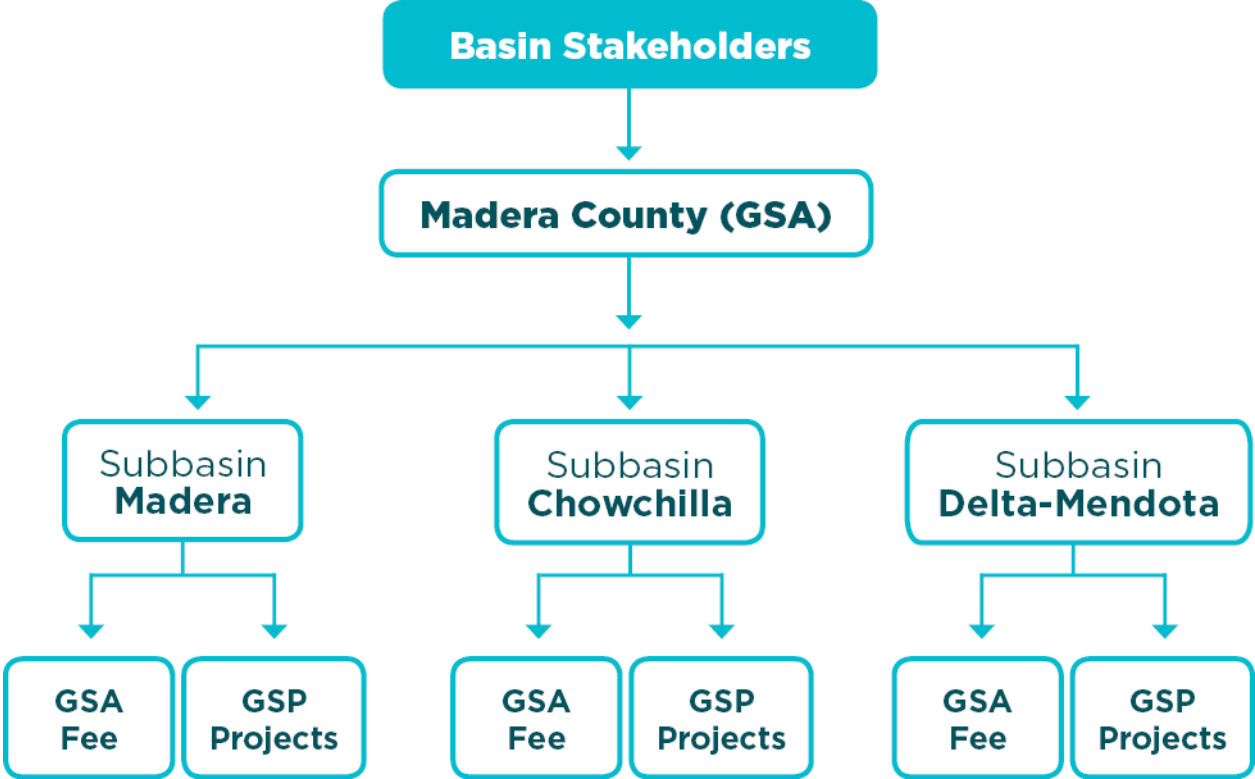 Basin Stakeholders
Madera County (GSA)
Subbasin
Madera
Subbasin
Chowchilla
Subbasin
Delta-Mendota
GSA
Fee
GSP
Projects
GSA
Fee
GSP
Projects
GSA
Fee
GSP
Projects